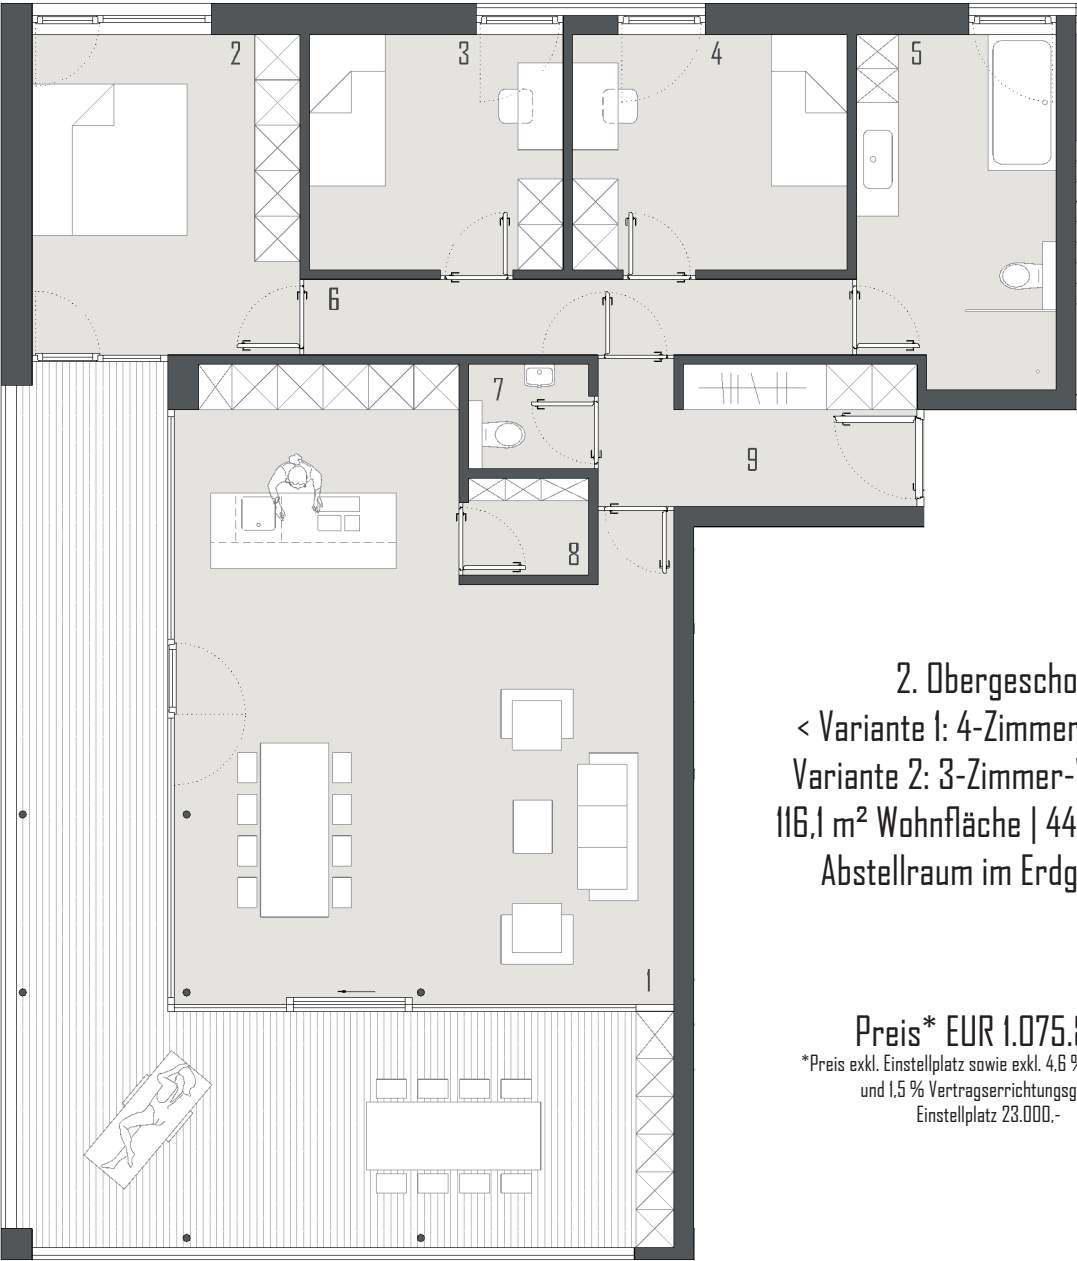 2
3
4
5
6
7
8
9
1
2. Obergescho
< Variante 1: 4-Zimmer
Variante 2: 3-Zimmer-
116,1 m² Wohnfläche | 44
Abstellraum im Erdg
Preis* EUR 1.075.
*Preis exkl. Einstellplatz sowie exkl. 4,6 %
und 1,5 % Vertragserrichtungsg
Einstellplatz 23.000,-